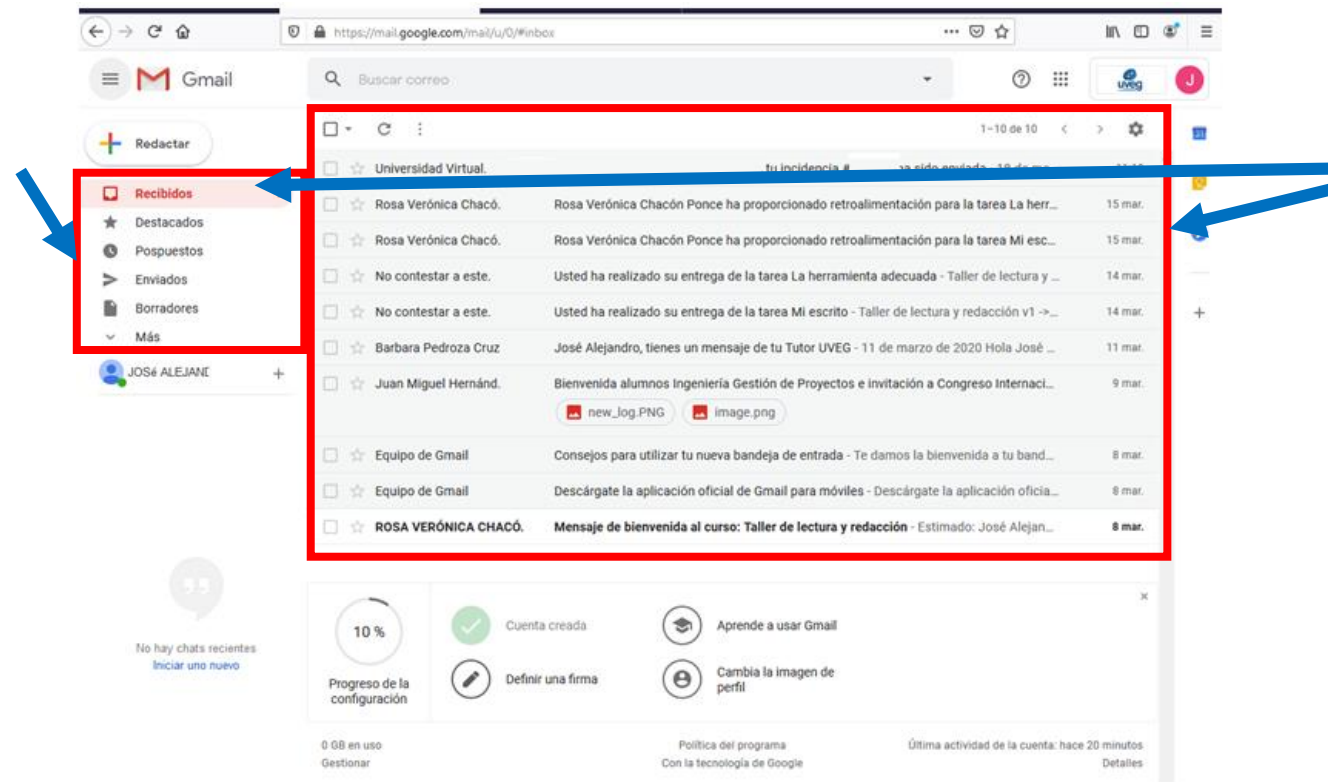 https://mail.google.com/mail/u/0/#inbox
Gmail
Buscar correo
uveg
J
Redactar
1-10 de 10
31
Recibidos
Destacados
Pospuestos
Enviados
Borradores
Más
JOSé ALEJANE
Universidad Virtual. tu incidencia #
Rosa Verónica Chacó. Rosa Verónica Chacón Ponce ha proporcionado retroalimentación para la tarea La herr... 15 mar.
Rosa Verónica Chacó. Rosa Verónica Chacón Ponce ha proporcionado retroalimentación para la tarea Mi esc... 15 mar.
No contestar a este. Usted ha realizado su entrega de la tarea La herramienta adecuada - Taller de lectura y ... 14 mar.
No contestar a este. Usted ha realizado su entrega de la tarea Mi escrito - Taller de lectura y redacción v1 ->... 14 mar.
Barbara Pedroza Cruz José Alejandro, tienes un mensaje de tu Tutor UVEG - 11 de marzo de 2020 Hola José ... 11 mar.
Juan Miguel Hernánd. Bienvenida alumnos Ingeniería Gestión de Proyectos e invitación a Congreso Internaci... 9 mar.
new_log.PNG image.png
Equipo de Gmail Consejos para utilizar tu nueva bandeja de entrada - Te damos la bienvenida a tu band... 8 mar.
Equipo de Gmail Descárgate la aplicación oficial de Gmail para móviles - Descárgate la aplicación oficia... 8 mar.
ROSA VERÓNICA CHACÓ. Mensaje de bienvenida al curso: Taller de lectura y redacción - Estimado: José Alejan... 8 mar.
No hay chats recientes
Iniciar uno nuevo
10 %
Progreso de la
configuración
Cuenta creada
Definir una firma
Aprende a usar Gmail
Cambia la imagen de
perfil
0 GB en uso
Gestionar
Política del programa
Con la tecnología de Google
Última actividad de la cuenta: hace 20 minutos
Detalles